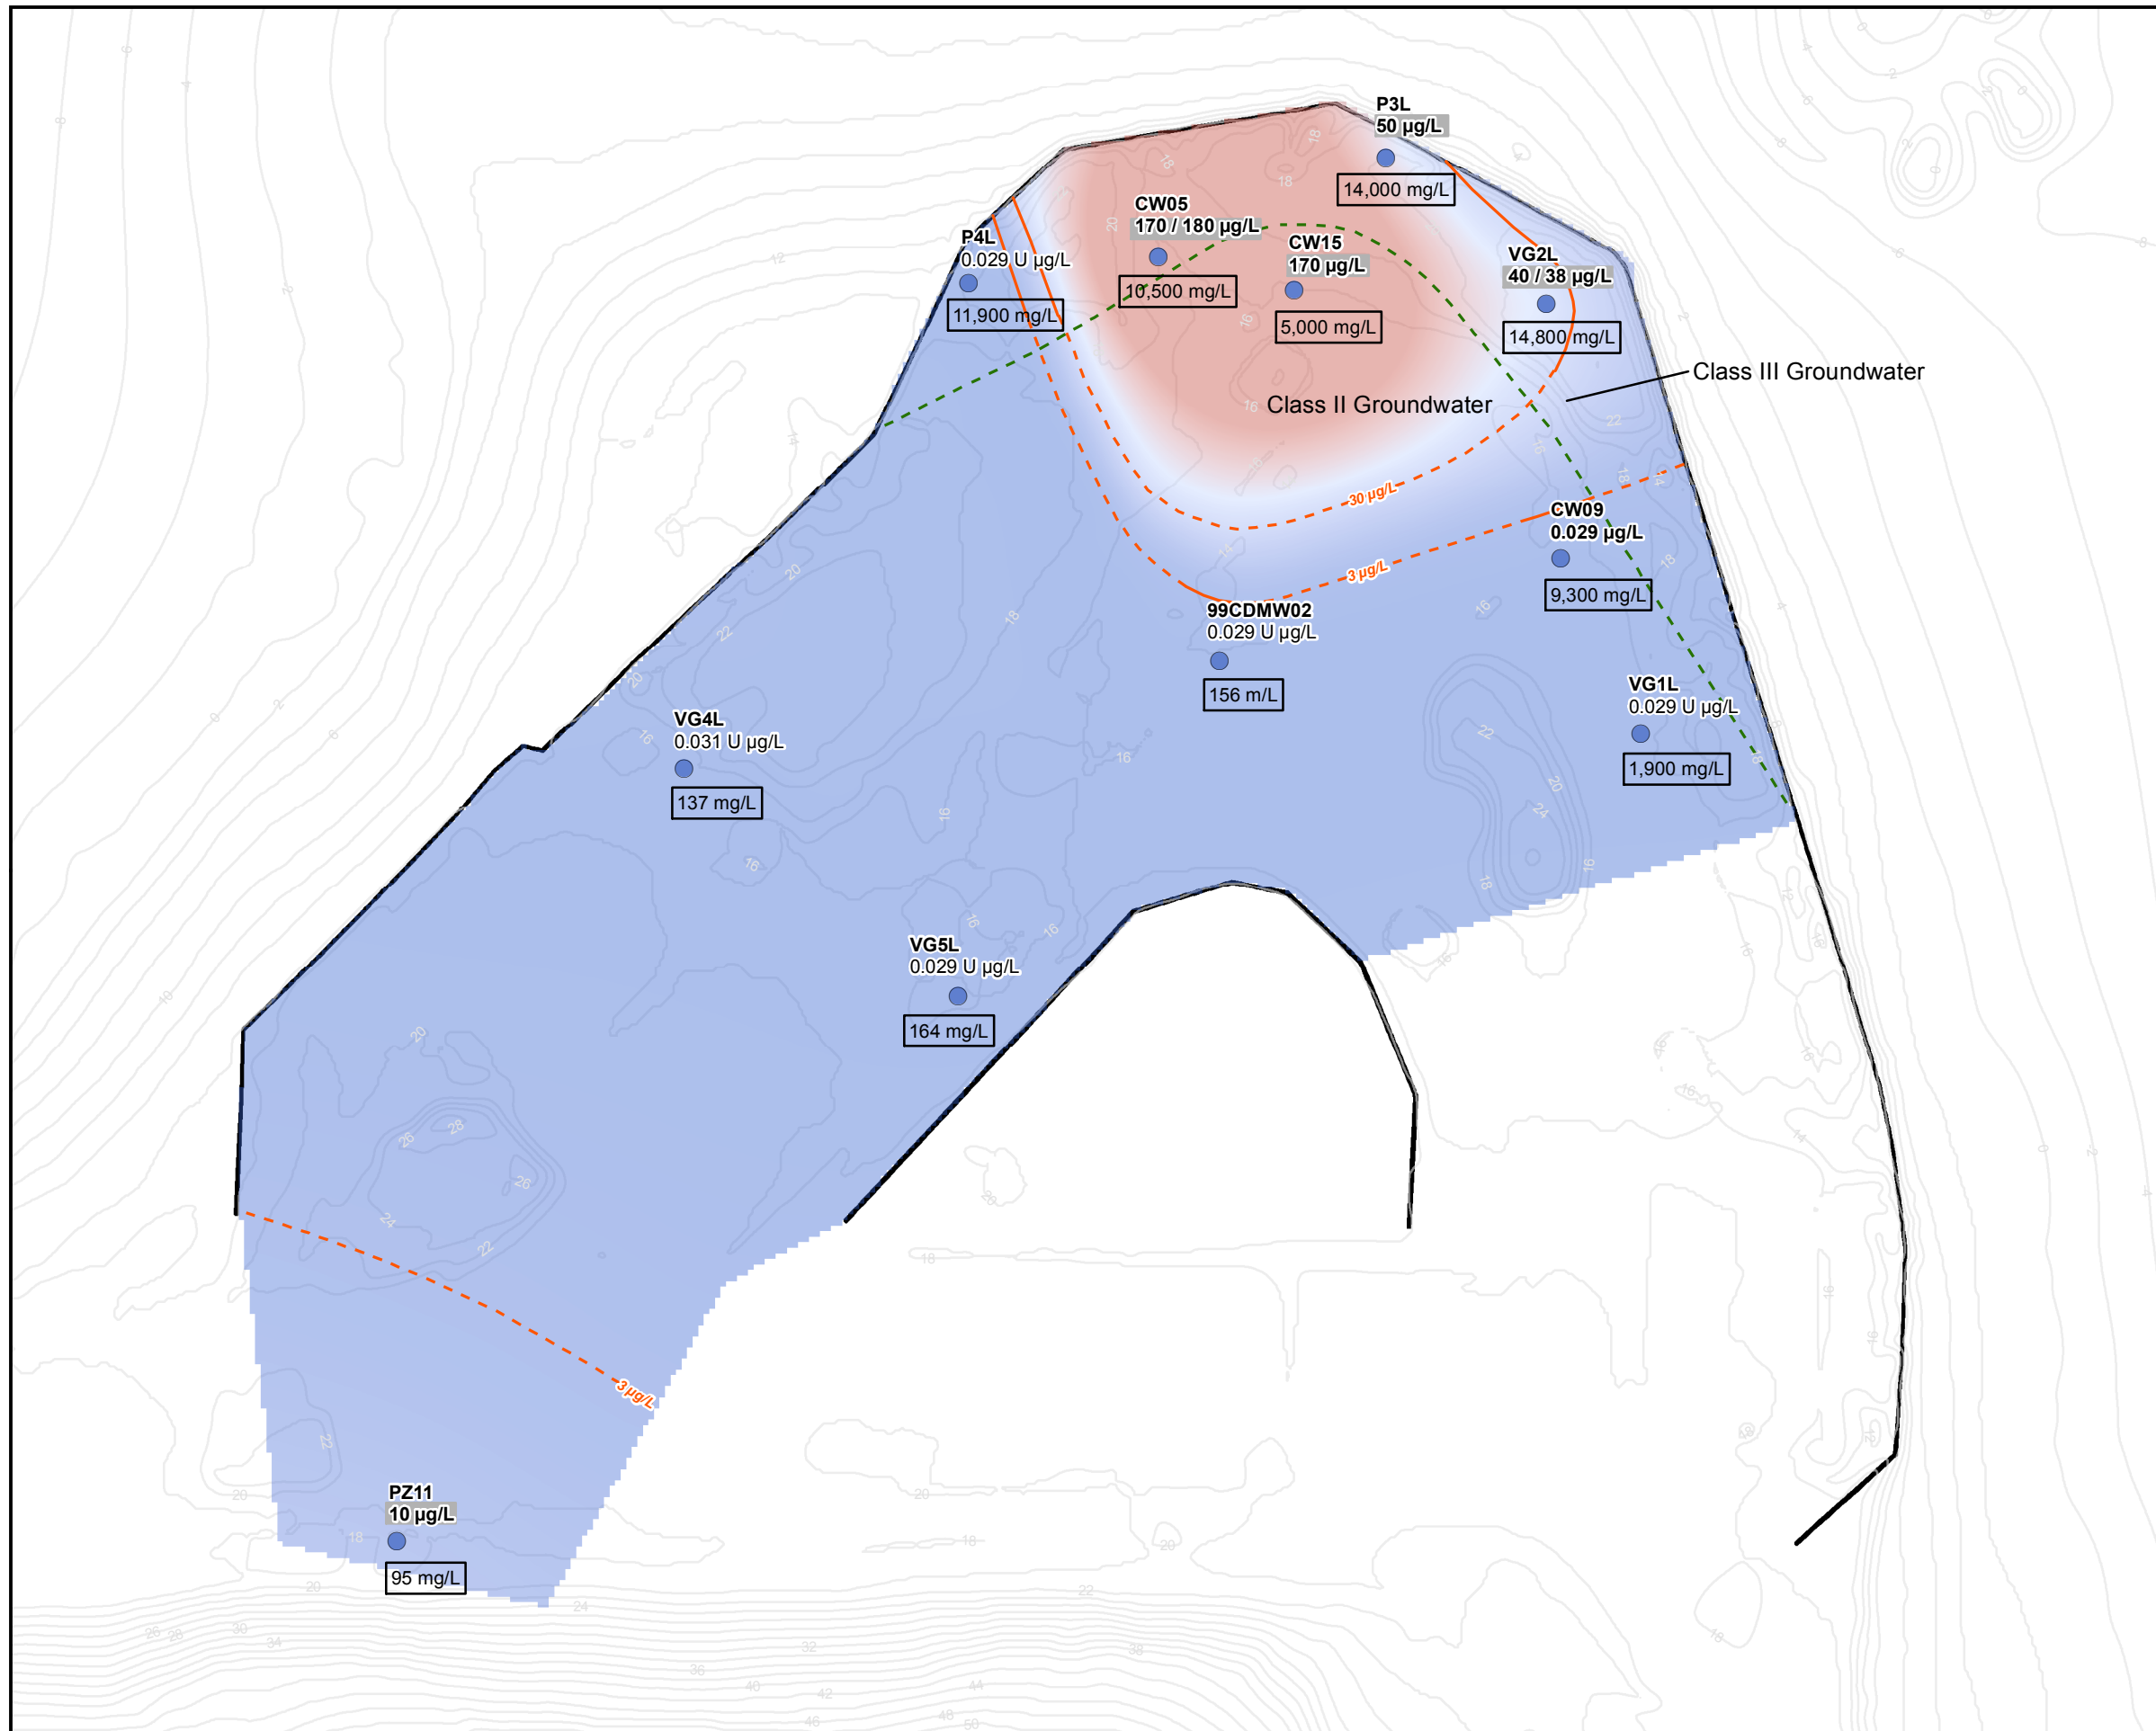 P3L
50 µg/L
14,000 mg/L
CW05
170 / 180 µg/L
10,500 mg/L
P4L
0.029 U µg/L
11,900 mg/L
CW15
170 µg/L
5,000 mg/L
VG2L
40 / 38 µg/L
14,800 mg/L
Class III Groundwater
Class II Groundwater
30 µg/L
3 µg/L
CW09
0.029 µg/L
9,300 mg/L
99CDMW02
0.029 U µg/L
156 m/L
VG1L
0.029 U µg/L
1,900 mg/L
VG4L
0.031 U µg/L
137 mg/L
VG5L
0.029 U µg/L
164 mg/L
3 µg/L
PZ11
10 µg/L
95 mg/L